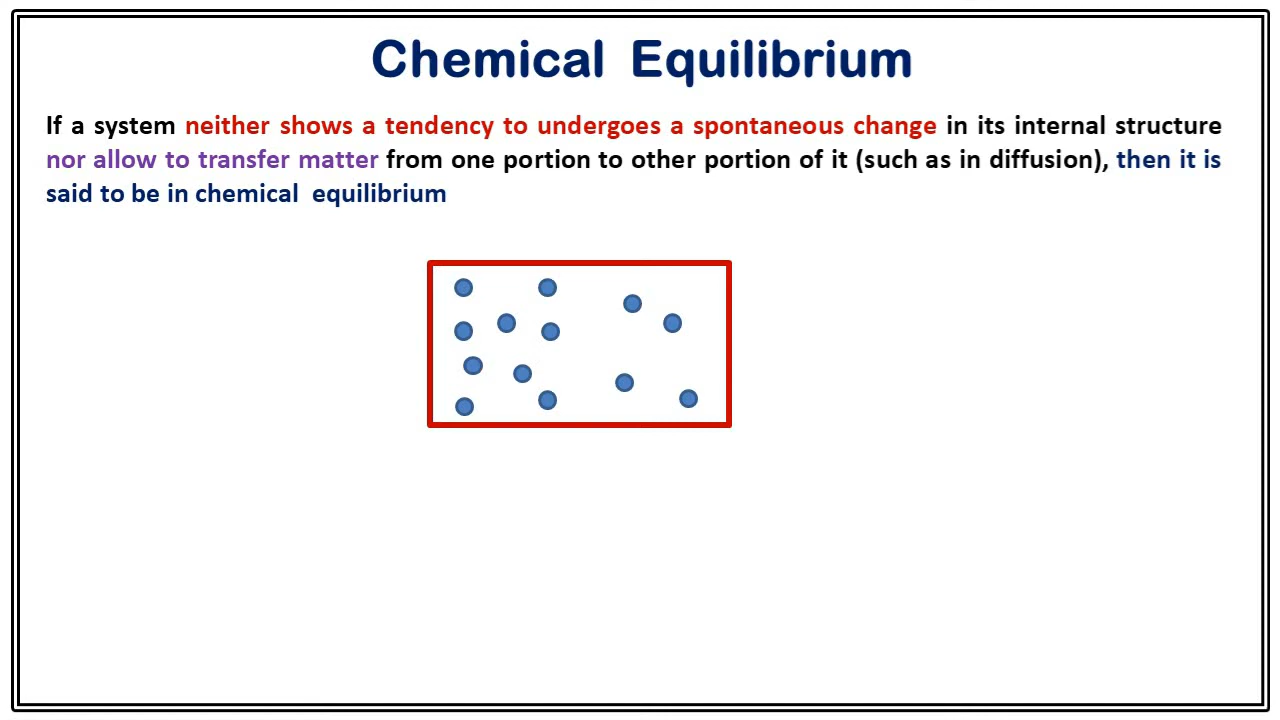 Chemical Equilibrium
If a system neither shows a tendency to undergoes a spontaneous change in its internal structure
nor allow to transfer matter from one portion to other portion of it (such as in diffusion), then it is
said to be in chemical equilibrium